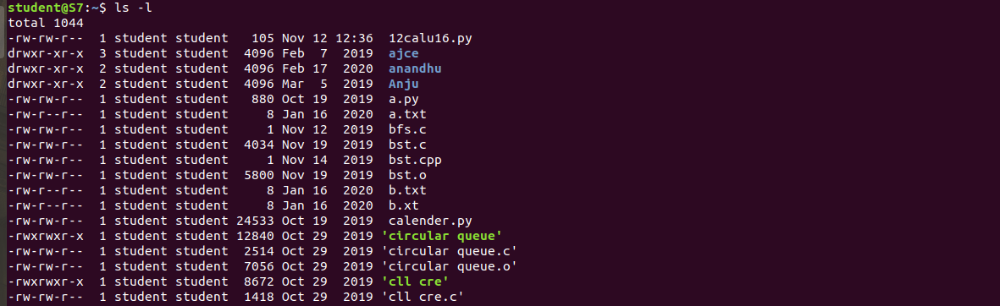 student@S7:~$ ls -l
total 1044
-rw-rw-r--  1 student student   105 Nov 12 12:36  12calu16.py
drwxr-xr-x  3 student student  4096 Feb  7  2019  ajce
drwxr-xr-x  2 student student  4096 Feb 17  2020  anandhu
drwxr-xr-x  2 student student  4096 Mar  5  2019  Anju
-rw-rw-r--  1 student student   880 Oct 19  2019  a.py
-rw-r--r--  1 student student     8 Jan 16  2020  a.txt
-rw-rw-r--  1 student student     1 Nov 12  2019  bfs.c
-rw-rw-r--  1 student student  4034 Nov 19  2019  bst.c
-rw-rw-r--  1 student student     1 Nov 14  2019  bst.cpp
-rw-rw-r--  1 student student  5800 Nov 19  2019  bst.o
-rw-r--r--  1 student student     8 Jan 16  2020  b.txt
-rw-r--r--  1 student student     8 Jan 16  2020  b.xt
-rw-rw-r--  1 student student 24533 Oct 19  2019  calender.py
-rwxrwxr-x  1 student student 12840 Oct 29  2019 'circular queue'
-rw-rw-r--  1 student student  2514 Oct 29  2019 'circular queue.c'
-rw-rw-r--  1 student student  7056 Oct 29  2019 'circular queue.o'
-rwxrwxr-x  1 student student  8672 Oct 29  2019 'cll cre'
-rw-rw-r--  1 student student  1418 Oct 29  2019 'cll cre.c'